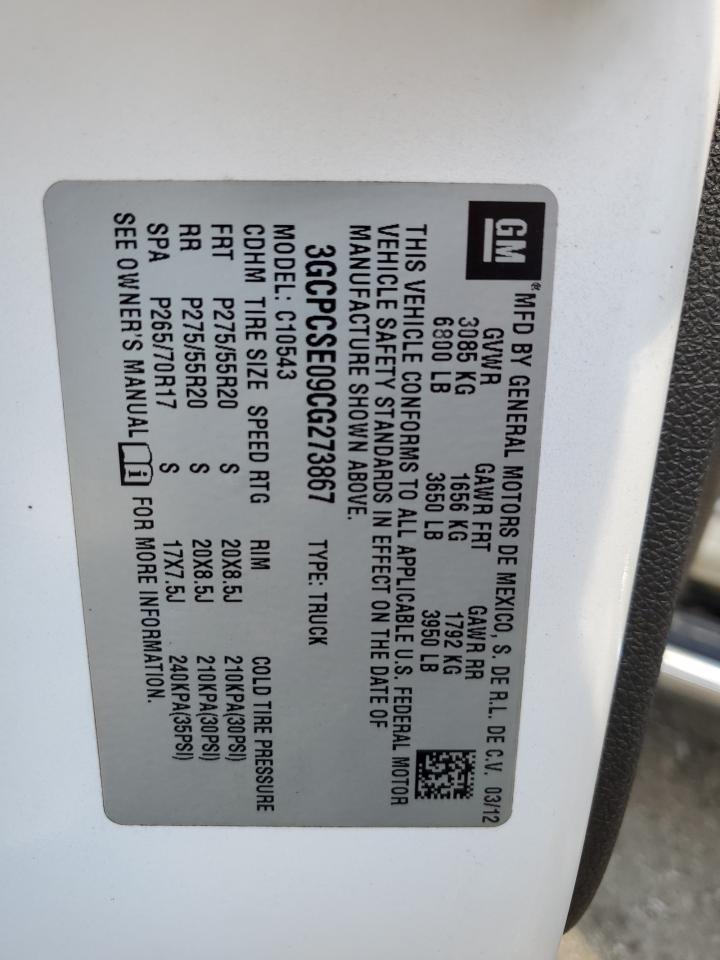 GM® MFD BY GENERAL MOTORS DE MEXICO, S. DE R.L. DE C.V. 03/12
GVWR GAWR FRT GAWR RR
3085 KG 1656 KG 1792 KG
6800 LB 3650 LB 3950 LB
THIS VEHICLE CONFORMS TO ALL APPLICABLE U.S. FEDERAL MOTOR
VEHICLE SAFETY STANDARDS IN EFFECT ON THE DATE OF
MANUFACTURE SHOWN ABOVE.
3GCPCSE09CG273867 TYPE: TRUCK
MODEL: C10543
CDHM TIRE SIZE SPEED RTG RIM COLD TIRE PRESSURE
FRT P275/55R20 S 20X8.5J 210KPA(30PSI)
RR P275/55R20 S 20X8.5J 210KPA(30PSI)
SPA P265/70R17 S 17X7.5J 240KPA(35PSI)
SEE OWNER'S MANUAL i FOR MORE INFORMATION.